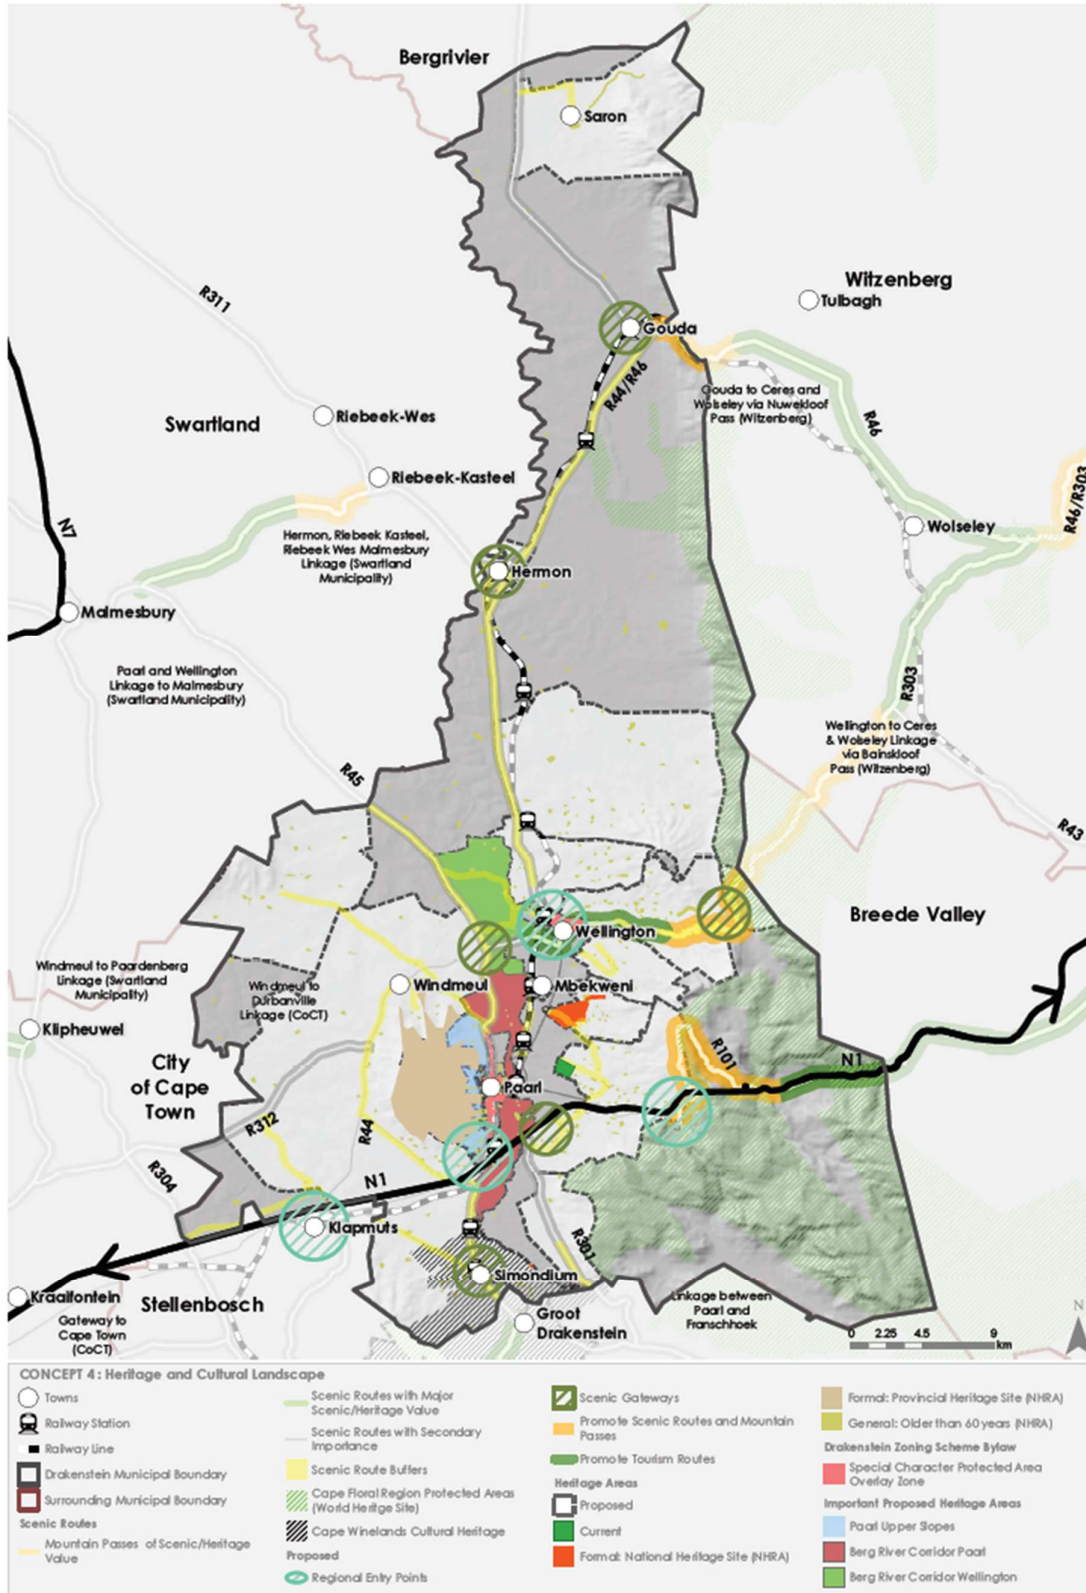 Bergrivier
Saron
Witzenberg
Tulbagh
R311
Gouda
R44/R46
Gouda to Ceres and
Wolseley via Nuwekloof
Pass (Witzenberg)
R46
Swartland
Riebeek-Wes
Riebeek-Kasteel
R46/R303
N7
Wolseley
Hermon, Riebeek Kasteel,
Riebeek Wes Malmesbury
Linkage (Swartland
Municipality)
Hermon
Malmesbury
Paarl and Wellington
Linkage to Malmesbury
(Swartland Municipality)
R303
Wellington to Ceres
& Wolseley Linkage
via Bainskloof
Pass (Witzenberg)
R45
R43
Breede Valley
Wellington
Windmeul to Paardenberg
Linkage (Swartland
Municipality)
Windmeul to
Durbanville
Linkage (CoCT)
Windmeul
Mbekweni
Klipheuwel
City
of Cape
Town
R101
N1
Paarl
R312
R44
R304
N1
Klapmuts
R301
Simondium
Kraaifontein
Stellenbosch
Gateway to
Cape Town
(CoCT)
Groot
Drakenstein
Linkage between
Paarl and
Franschhoek
N
0 2.25 4.5 9
km
CONCEPT 4: Heritage and Cultural Landscape
Towns
Railway Station
Railway Line
Drakenstein Municipal Boundary
Surrounding Municipal Boundary
Scenic Routes
Mountain Passes of Scenic/Heritage
Value
Scenic Routes with Major
Scenic/Heritage Value
Scenic Routes with Secondary
Importance
Scenic Route Buffers
Cape Floral Region Protected Areas
(World Heritge Site)
Cape Winelands Cultural Heritage
Proposed
Regional Entry Points
Scenic Gateways
Promote Scenic Routes and Mountain
Passes
Promote Tourism Routes
Heritage Areas
Proposed
Current
Formal: National Heritage Site (NHRA)
Formal: Provincial Heritage Site (NHRA)
General: Older than 60 years (NHRA)
Drakenstein Zoning Scheme Bylaw
Special Character Protected Area
Overlay Zone
Important Proposed Heritage Areas
Paarl Upper Slopes
Berg River Corridor Paarl
Berg River Corridor Wellington